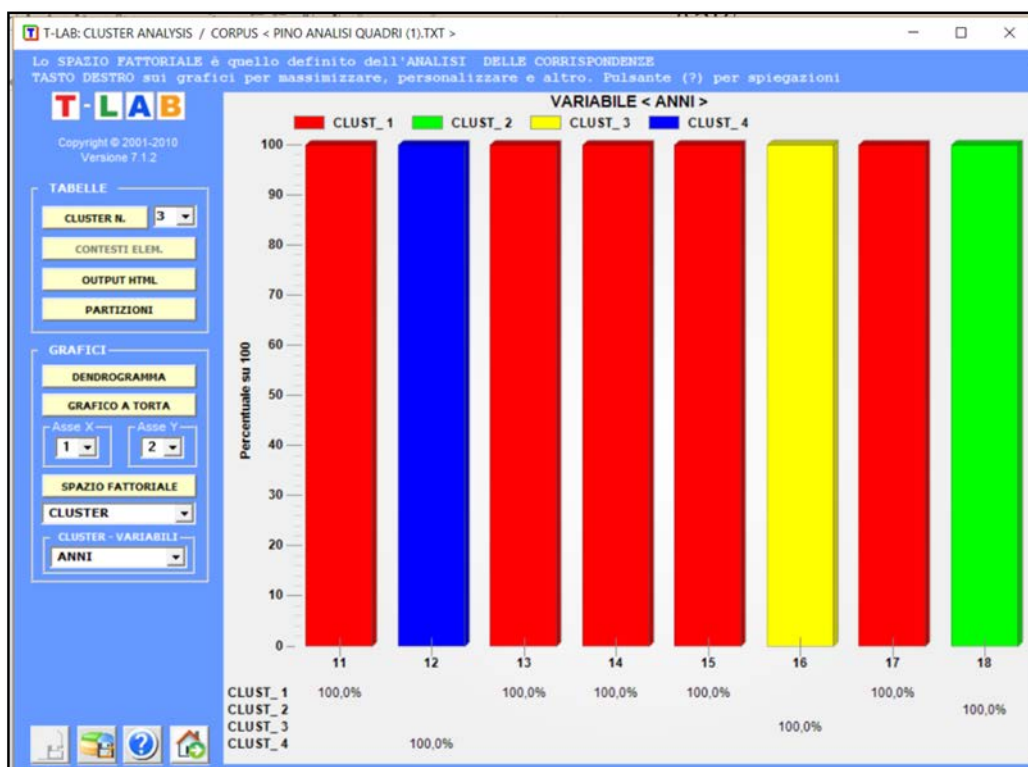 T-LAB: CLUSTER ANALYSIS / CORPUS < PINO ANALISI QUADRI (1).TXT >
Lo SPAZIO FATTORIALE è quello definito dell'ANALISI DELLE CORRISPONDENZE
TASTO DESTRO sui grafici per massimizzare, personalizzare e altro. Pulsante (?) per spiegazioni
T-LAB
Copyright © 2001-2010
Versione 7.1.2
TABELLE
CLUSTER N. 3
CONTESTI ELEM.
OUTPUT HTML
PARTIZIONI
GRAFICI
DENDROGRAMMA
GRAFICO A TORTA
Asse X Asse Y
1 2
SPAZIO FATTORIALE
CLUSTER
CLUSTER - VARIABILI
ANNI
VARIABILE < ANNI >
CLUST_1 CLUST_2 CLUST_3 CLUST_4
Percentuale su 100
100
90
80
70
60
50
40
30
20
10
0
11 12 13 14 15 16 17 18
CLUST_1 100,0% 100,0% 100,0% 100,0% 100,0%
CLUST_2 100,0%
CLUST_3 100,0%
CLUST_4 100,0%
?